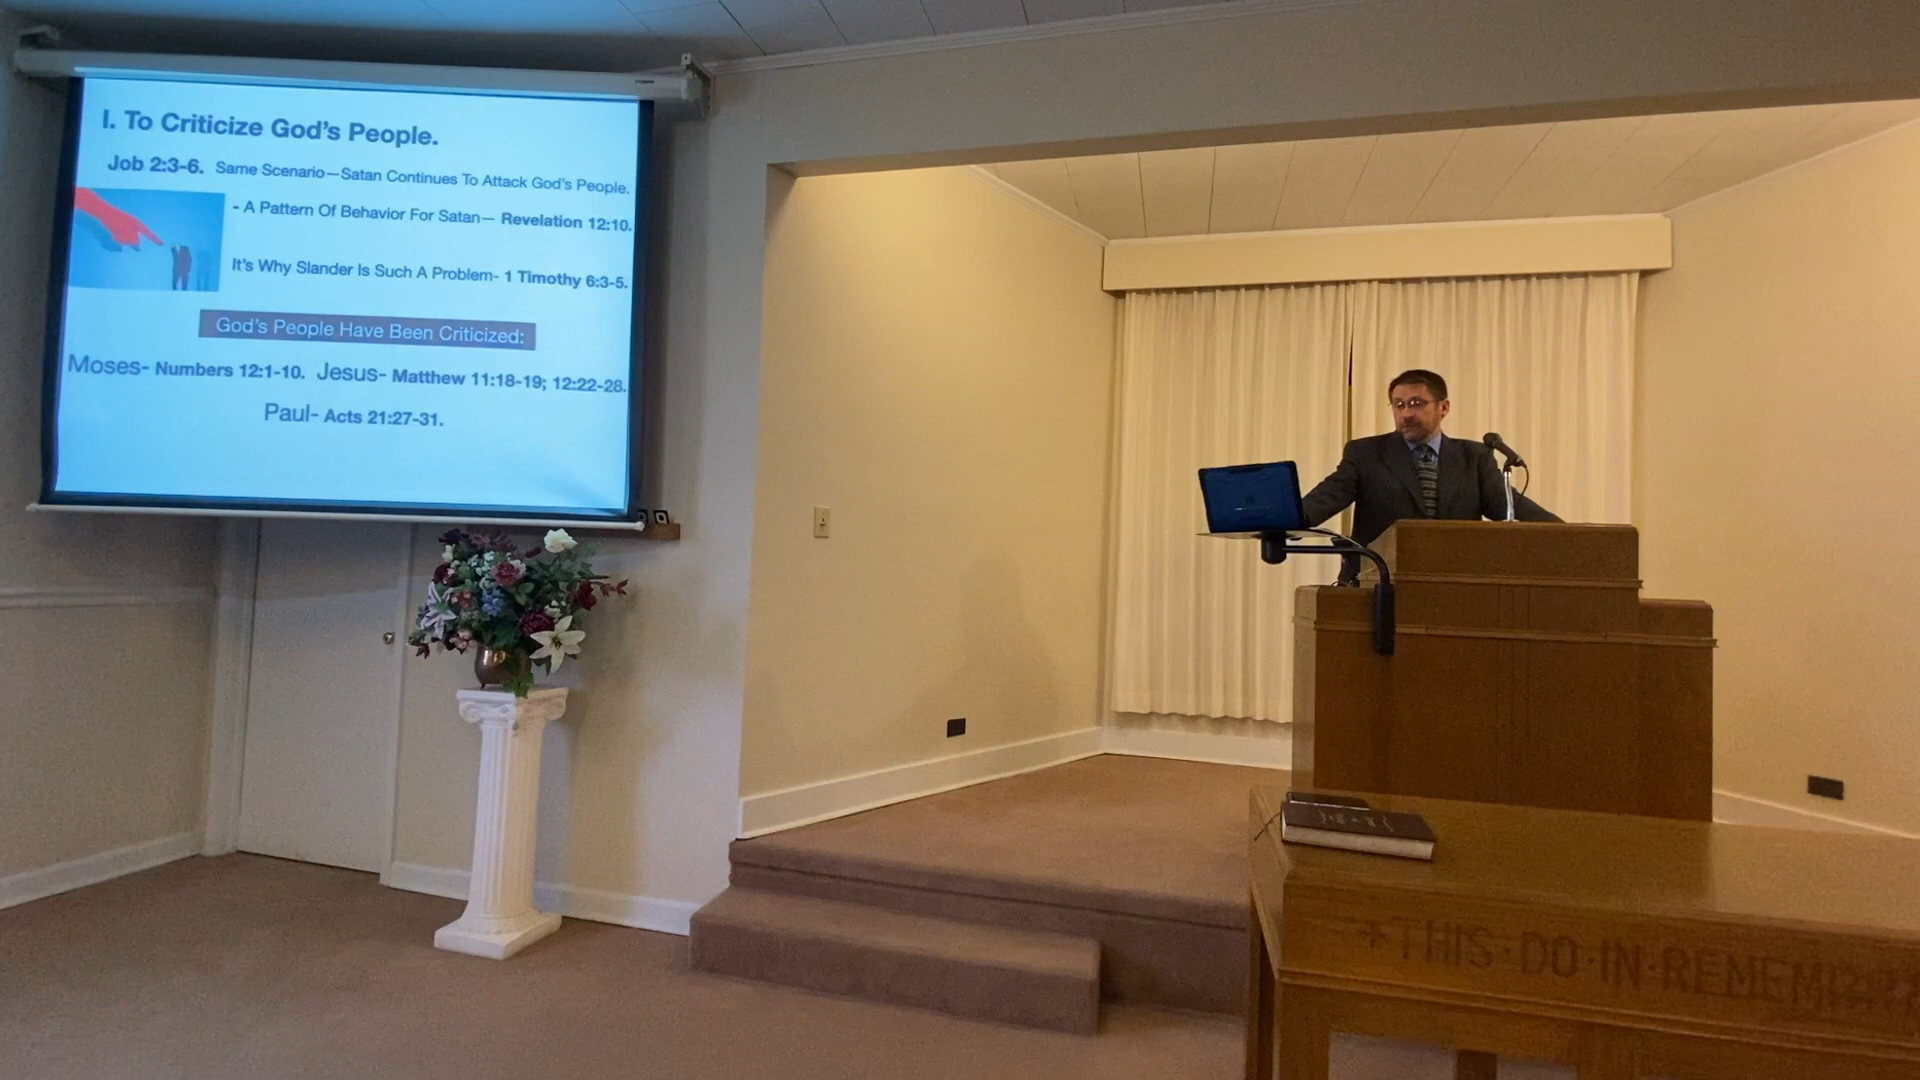 I. To Criticize God's People.
Job 2:3-6. Same Scenario—Satan Continues To Attack God's People.
- A Pattern Of Behavior For Satan— Revelation 12:10.
It's Why Slander Is Such A Problem- 1 Timothy 6:3-5.
God's People Have Been Criticized:
Moses- Numbers 12:1-10. Jesus- Matthew 11:18-19; 12:22-28.
Paul- Acts 21:27-31.
+THIS·DO·IN·REMEMBR